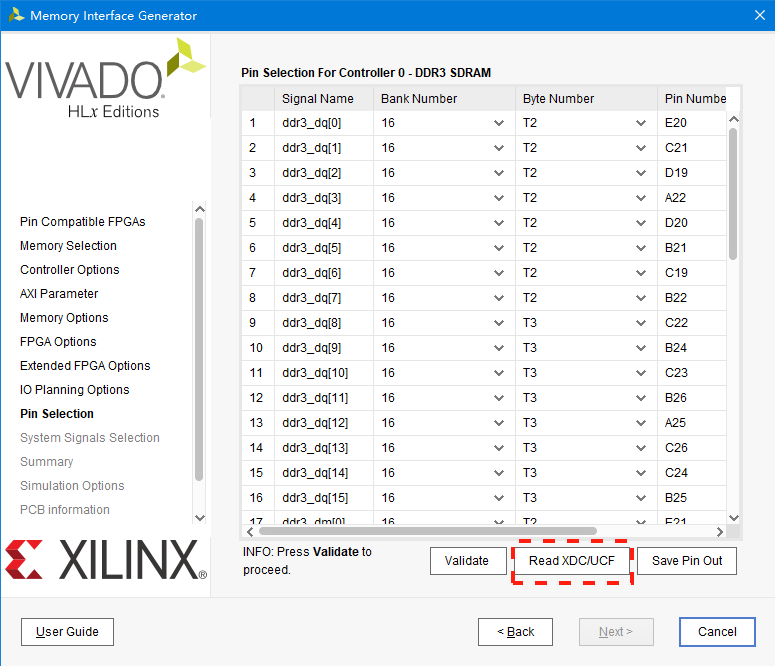 Memory Interface Generator
VIVADO.
HLx Editions
Pin Compatible FPGAs
Memory Selection
Controller Options
AXI Parameter
Memory Options
FPGA Options
Extended FPGA Options
IO Planning Options
Pin Selection
System Signals Selection
Summary
Simulation Options
PCB information
XILINX®
Pin Selection For Controller 0 - DDR3 SDRAM
Signal Name Bank Number Byte Number Pin Numbe
1 ddr3_dq[0] 16 T2 E20
2 ddr3_dq[1] 16 T2 C21
3 ddr3_dq[2] 16 T2 D19
4 ddr3_dq[3] 16 T2 A22
5 ddr3_dq[4] 16 T2 D20
6 ddr3_dq[5] 16 T2 B21
7 ddr3_dq[6] 16 T2 C19
8 ddr3_dq[7] 16 T2 B22
9 ddr3_dq[8] 16 T3 C22
10 ddr3_dq[9] 16 T3 B24
11 ddr3_dq[10] 16 T3 C23
12 ddr3_dq[11] 16 T3 B26
13 ddr3_dq[12] 16 T3 A25
14 ddr3_dq[13] 16 T3 C26
15 ddr3_dq[14] 16 T3 C24
16 ddr3_dq[15] 16 T3 B25
17 ddr3_dm[0] 16 T2 E21
INFO: Press Validate to
proceed.
Validate Read XDC/UCF Save Pin Out
User Guide < Back Next > Cancel